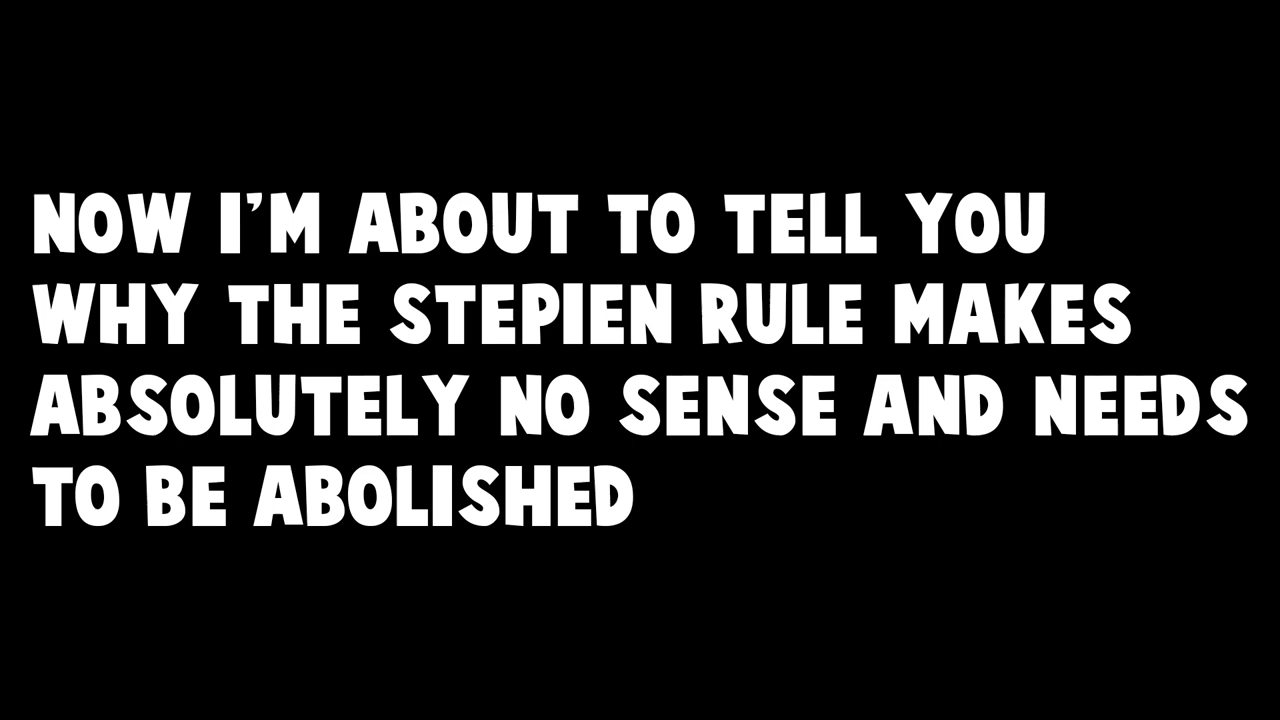 NOW I'M ABOUT TO TELL YOU
WHY THE STEPIEN RULE MAKES
ABSOLUTELY NO SENSE AND NEEDS
TO BE ABOLISHED